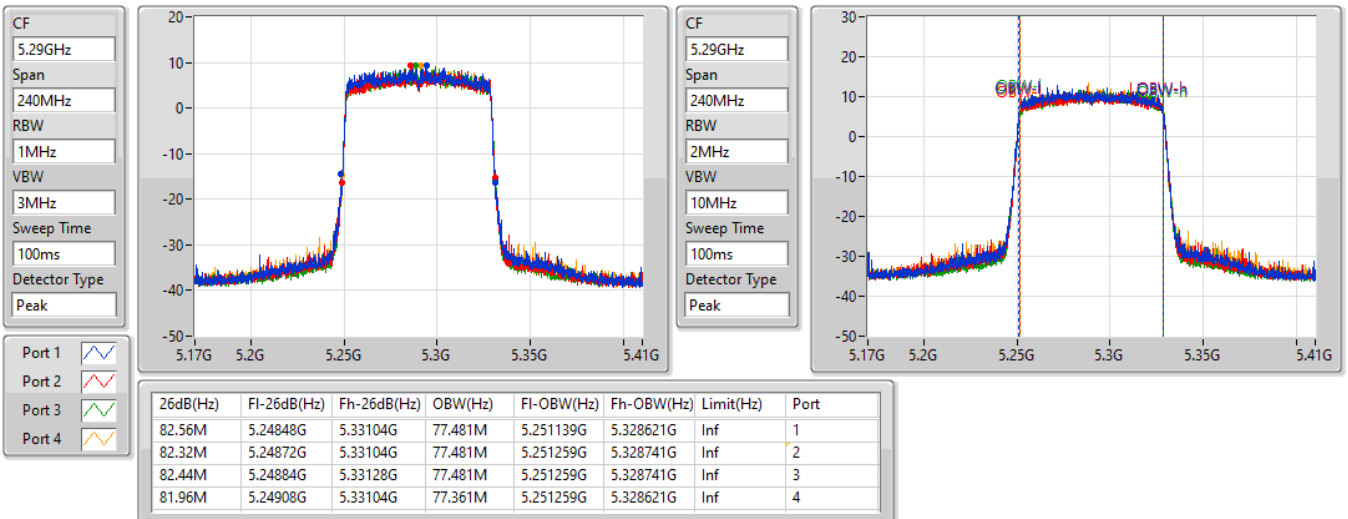 CF
5.29GHz
Span
240MHz
RBW
1MHz
VBW
3MHz
Sweep Time
100ms
Detector Type
Peak
20
10
0
-10
-20
-30
-40
-50
5.17G 5.2G 5.25G 5.3G 5.35G 5.41G
CF
5.29GHz
Span
240MHz
RBW
2MHz
VBW
10MHz
Sweep Time
100ms
Detector Type
Peak
30
20
10
0
-10
-20
-30
-40
-50
OBW-l OBW-h
5.17G 5.2G 5.25G 5.3G 5.35G 5.41G
Port 1
Port 2
Port 3
Port 4
26dB(Hz) Fl-26dB(Hz) Fh-26dB(Hz) OBW(Hz) Fl-OBW(Hz) Fh-OBW(Hz) Limit(Hz) Port
82.56M 5.24848G 5.33104G 77.481M 5.251139G 5.328621G Inf 1
82.32M 5.24872G 5.33104G 77.481M 5.251259G 5.328741G Inf 2
82.44M 5.24884G 5.33128G 77.481M 5.251259G 5.328741G Inf 3
81.96M 5.24908G 5.33104G 77.361M 5.251259G 5.328621G Inf 4